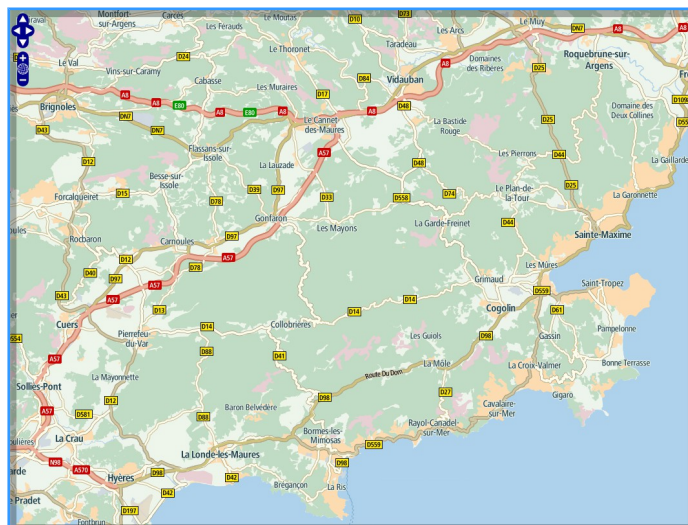 Montfort-
sur-Argens
Carcès
Les Ferauds
Le Moutas
D10
D73
Les Arcs
Le Muy
DN7
A8
Taradeau
Le Val
D24
Le Thoronet
Roquebrune-sur-
Argens
Vins-sur-Caramy
Cabasse
D84
Vidauban
A8
Domaines
des Ribères
D25
Les Muraires
D17
A8
A8
E80
A8
E80
A8
A8
D48
Domaine des
Deux Collines
Brignoles
DN7
DN7
Le Cannet
des-Maures
La Bastide
Rouge
D25
D43
Flassans-sur-
Issole
A57
Les Pierrons
D44
D12
La Lauzade
D48
La Gaillarde
Besse-sur-
Issole
D15
D39
D97
D33
D558
D74
Le Plan-de-
la-Tour
D25
La Garonnette
Forcalqueiret
D78
Gonfaron
Les Mayons
La Garde-Freinet
D44
Sainte-Maxime
Rocbaron
Carnoules
D97
D12
D40
D97
D78
A57
Les Mûres
Grimaud
Saint-Tropez
A57
D559
D43
A57
D14
Cogolin
D61
D13
D14
Cuers
D14
Collobrières
Pierrefeu
-du-Var
D98
Gassin
Pampelonne
D554
D88
D41
Les Guiols
A57
La Môle
La Croix-Valmer
Bonne Terrasse
La Mayonnette
Route Du Dom
Sollies-Pont
D12
D98
D27
Gigaro
A57
D581
D88
Baron Belvédère
Cavalaire-
sur-Mer
La Crau
Bormes-les-
Mimosas
Rayol-Canadel
-sur-Mer
D559
La Londe-les-Maures
N98
A570
Hyères
D98
D42
D98
Brégançon
La Ris
D42
Le Pradet
D197